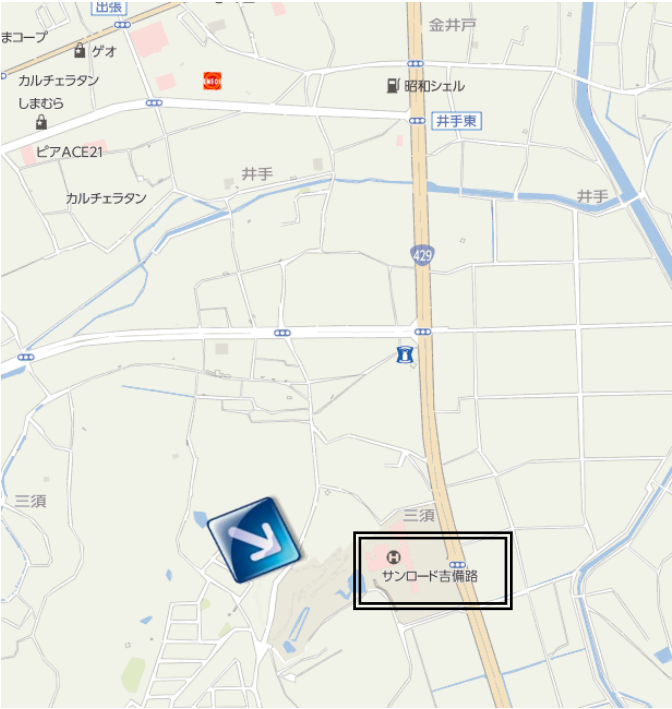 出張
金井戸
まコープ
ゲオ
カルチェラタン
昭和シェル
しまむら
井手東
ピアACE21
井手
カルチェラタン
井手
429
三須
三須
H
サンロード吉備路